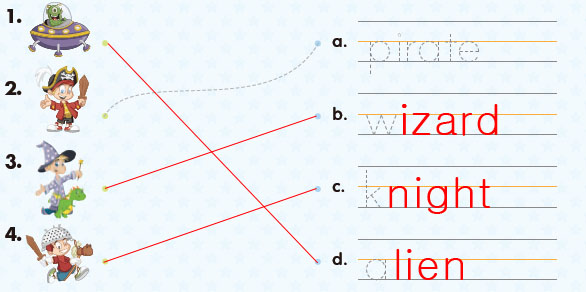 1.
a. pirate
2.
b. wizard
3.
c. knight
4.
d. alien